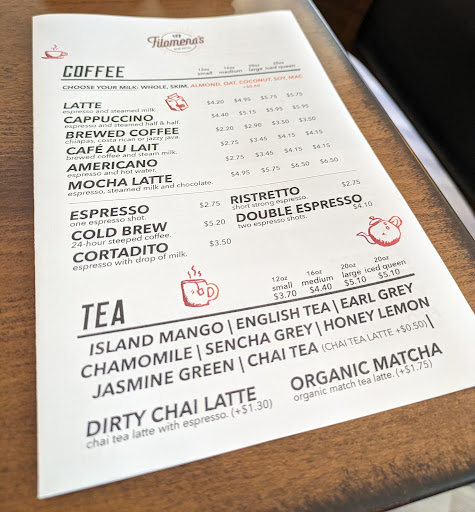 Filomena's
COFFEE 12oz small 16oz medium 20oz large 20oz iced queen
CHOOSE YOUR MILK: WHOLE, SKIM, ALMOND, OAT, COCONUT, SOY, MAC
+$0.60
LATTE $4.20 $4.95 $5.75 $5.75
espresso and steamed milk.
CAPPUCCINO $4.40 $5.15 $5.95 $5.95
espresso and steamed half & half.
BREWED COFFEE $2.20 $2.90 $3.50 $3.50
chiapas, costa rican or jazzy java.
CAFÉ AU LAIT $2.75 $3.45 $4.15 $4.15
brewed coffee and steam milk.
AMERICANO $2.75 $3.45 $4.15 $4.15
espresso and hot water.
MOCHA LATTE $4.95 $5.75 $6.50 $6.50
espresso, steamed milk and chocolate.
ESPRESSO $2.75
one espresso shot.
COLD BREW $5.20
24-hour steeped coffee.
CORTADITO $3.50
espresso with drop of milk.
RISTRETTO $2.75
short strong espresso.
DOUBLE ESPRESSO $4.10
two espresso shots.
TEA
12oz 16oz 20oz 20oz
small medium large iced queen
$3.70 $4.40 $5.10 $5.10
ISLAND MANGO | ENGLISH TEA | EARL GREY
CHAMOMILE | SENCHA GREY | HONEY LEMON
JASMINE GREEN | CHAI TEA (CHAI TEA LATTE +$0.50) |
DIRTY CHAI LATTE
chai tea latte with espresso. (+$1.30)
ORGANIC MATCHA
organic match tea latte. (+$1.75)